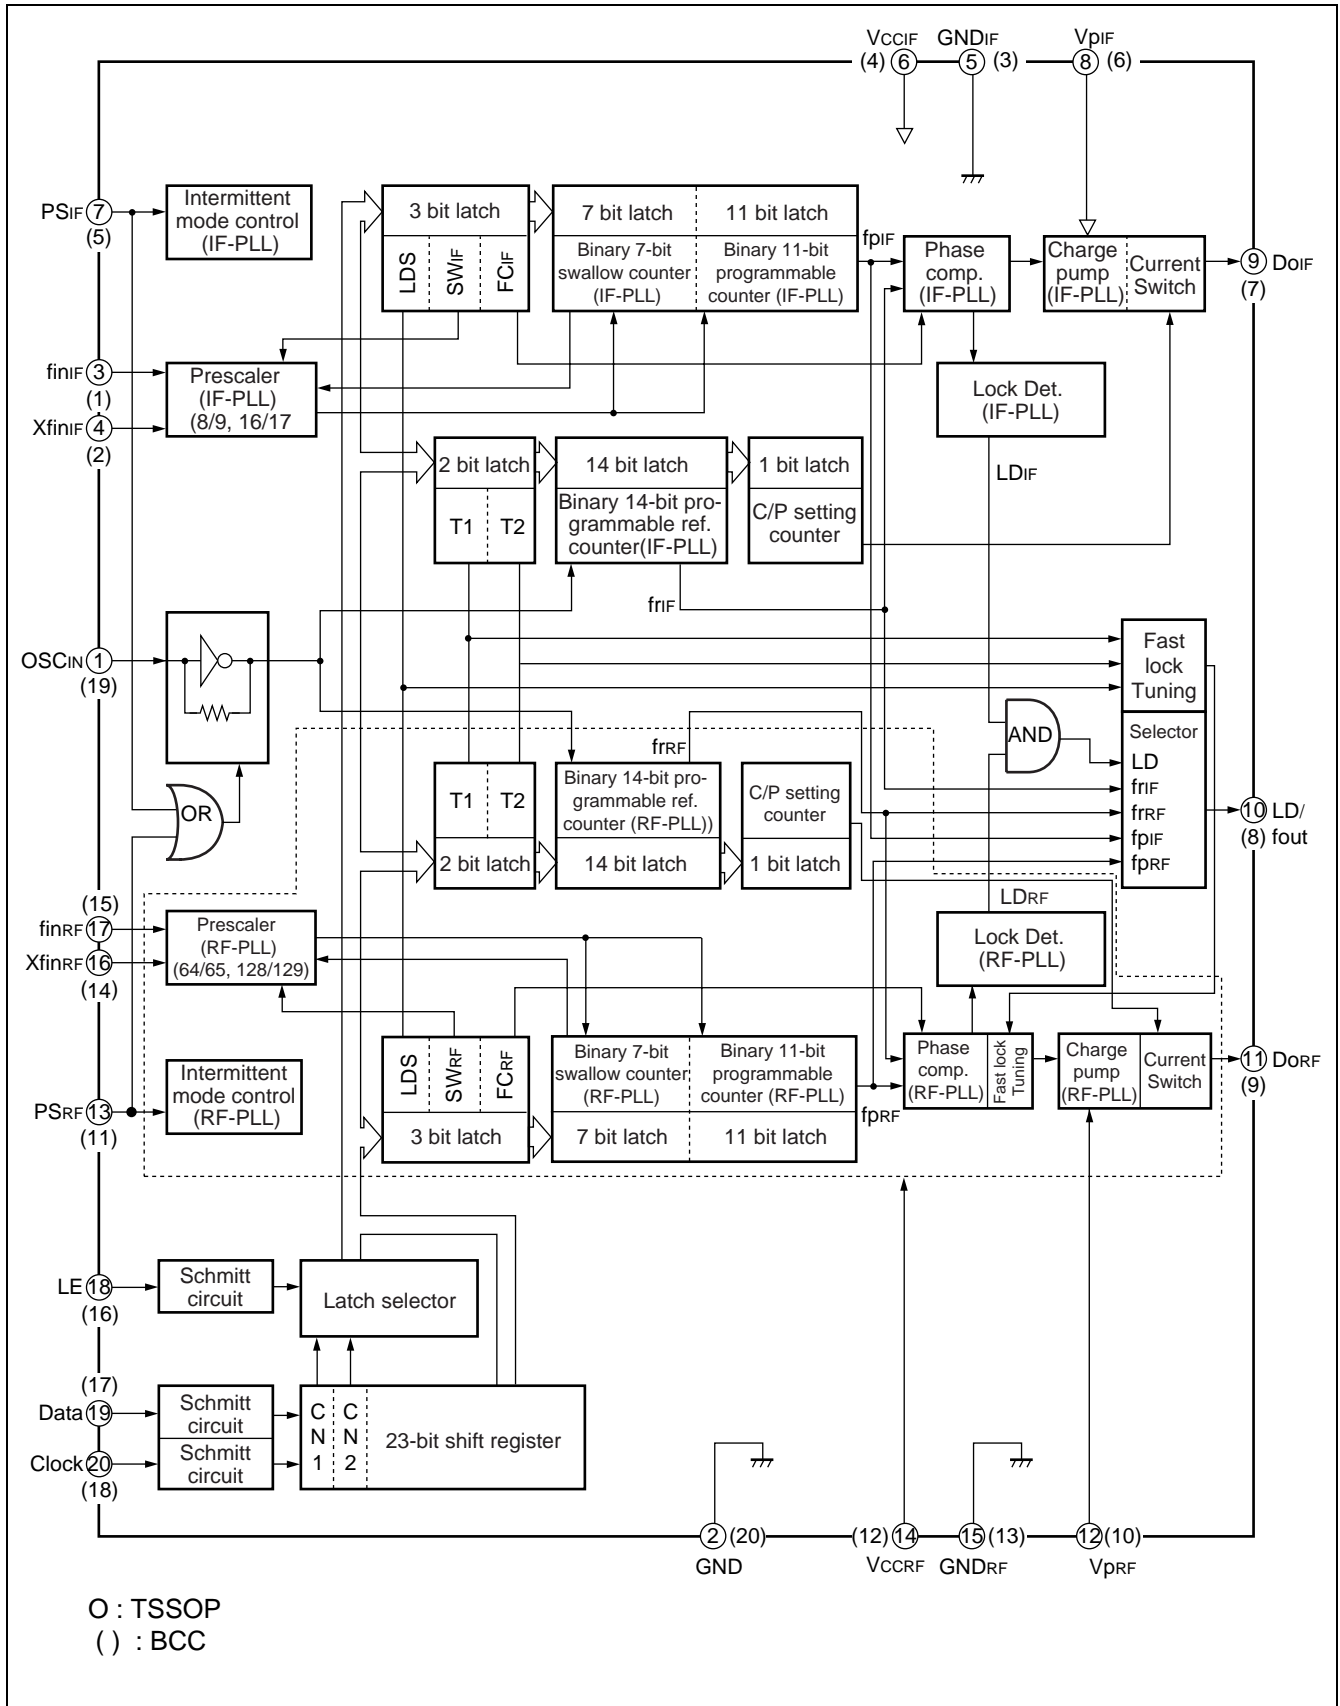 VCCIF GNDIF VpIF
(4) 6 5 (3) 8 (6)
PSIF 7
(5)
Intermittent
mode control
(IF-PLL)
3 bit latch
LDS
SWIF
FCIF
7 bit latch
11 bit latch
Binary 7-bit
swallow counter
(IF-PLL)
Binary 11-bit
programmable
counter (IF-PLL)
fpIF
Phase
comp.
(IF-PLL)
Charge
pump
(IF-PLL)
Current
Switch
9 DoIF
(7)
finIF 3
(1)
XfinIF 4
(2)
Prescaler
(IF-PLL)
(8/9, 16/17
Lock Det.
(IF-PLL)
LDIF
2 bit latch
T1
T2
14 bit latch
Binary 14-bit pro-
grammable ref.
counter(IF-PLL)
1 bit latch
C/P setting
counter
frIF
OSCIN 1
(19)
Fast
lock
Tuning
AND
Selector
LD
frIF
frRF
fpIF
fpRF
10 LD/
(8) fout
OR
frRF
T1
T2
2 bit latch
Binary 14-bit pro-
grammable ref.
counter (RF-PLL))
14 bit latch
C/P setting
counter
1 bit latch
(15)
finRF 17
XfinRF 16
(14)
Prescaler
(RF-PLL)
(64/65, 128/129)
LDRF
Lock Det.
(RF-PLL)
PSRF 13
(11)
Intermittent
mode control
(RF-PLL)
LDS
SWRF
FCRF
3 bit latch
Binary 7-bit
swallow counter
(RF-PLL)
Binary 11-bit
programmable
counter (RF-PLL)
7 bit latch
11 bit latch
fpRF
Phase
comp.
(RF-PLL)
Fast lock
Tuning
Charge
pump
(RF-PLL)
Current
Switch
11 DoRF
(9)
LE 18
(16)
Schmitt
circuit
Latch selector
(17)
Data 19
Clock 20
(18)
Schmitt
circuit
Schmitt
circuit
C
N
1
C
N
2
23-bit shift register
2 (20)
GND
(12) 14
VCCRF
15 (13)
GNDRF
12 (10)
VpRF
O : TSSOP
( ) : BCC